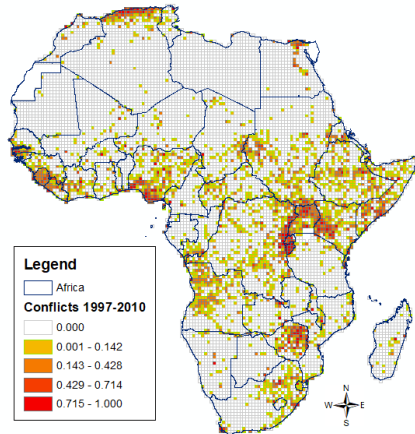 Legend
Africa
Conflicts 1997-2010
0.000
0.001 - 0.142
0.143 - 0.428
0.429 - 0.714
0.715 - 1.000
N
W E
S